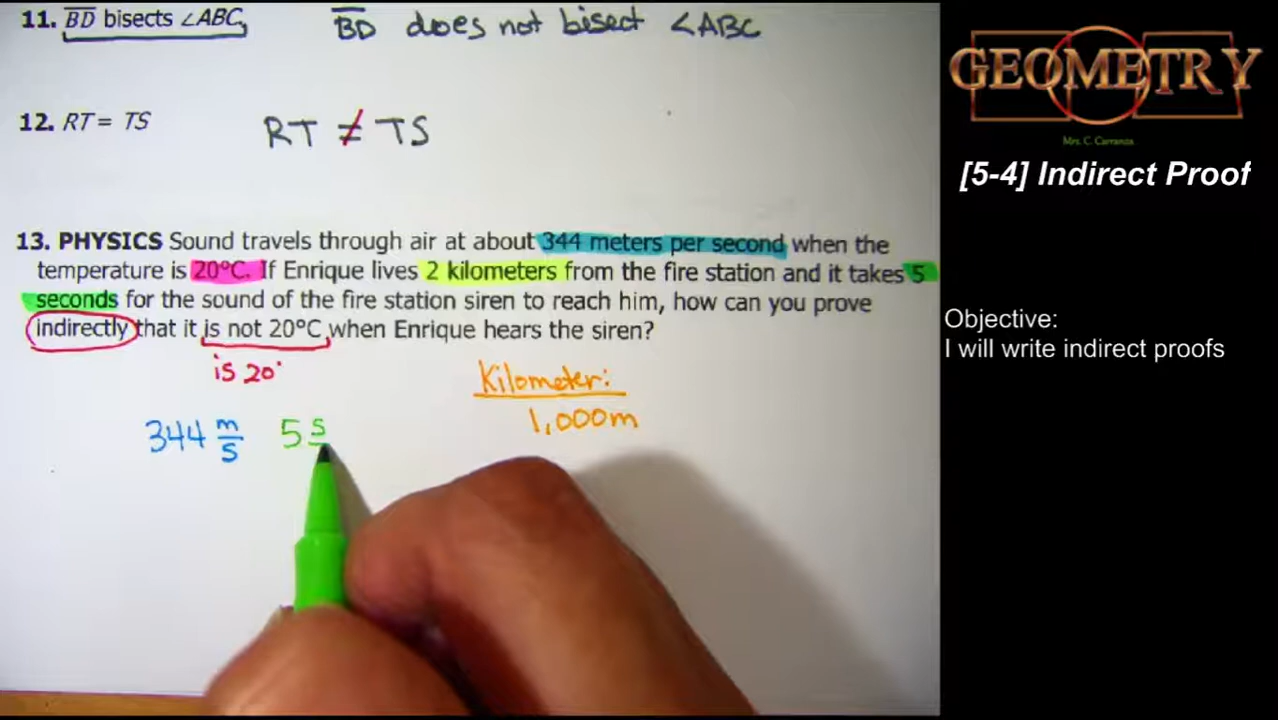 11. BD bisects ∠ABC BD does not bisect ∠ABC
12. RT = TS RT ≠ TS
13. PHYSICS Sound travels through air at about 344 meters per second when the
temperature is 20°C. If Enrique lives 2 kilometers from the fire station and it takes 5
seconds for the sound of the fire station siren to reach him, how can you prove
indirectly that it is not 20°C when Enrique hears the siren?
is 20°
Kilometer:
1,000m
344 m/s 5 s
GEOMETRY
Mrs. C. Carranza
[5-4] Indirect Proof
Objective:
I will write indirect proofs